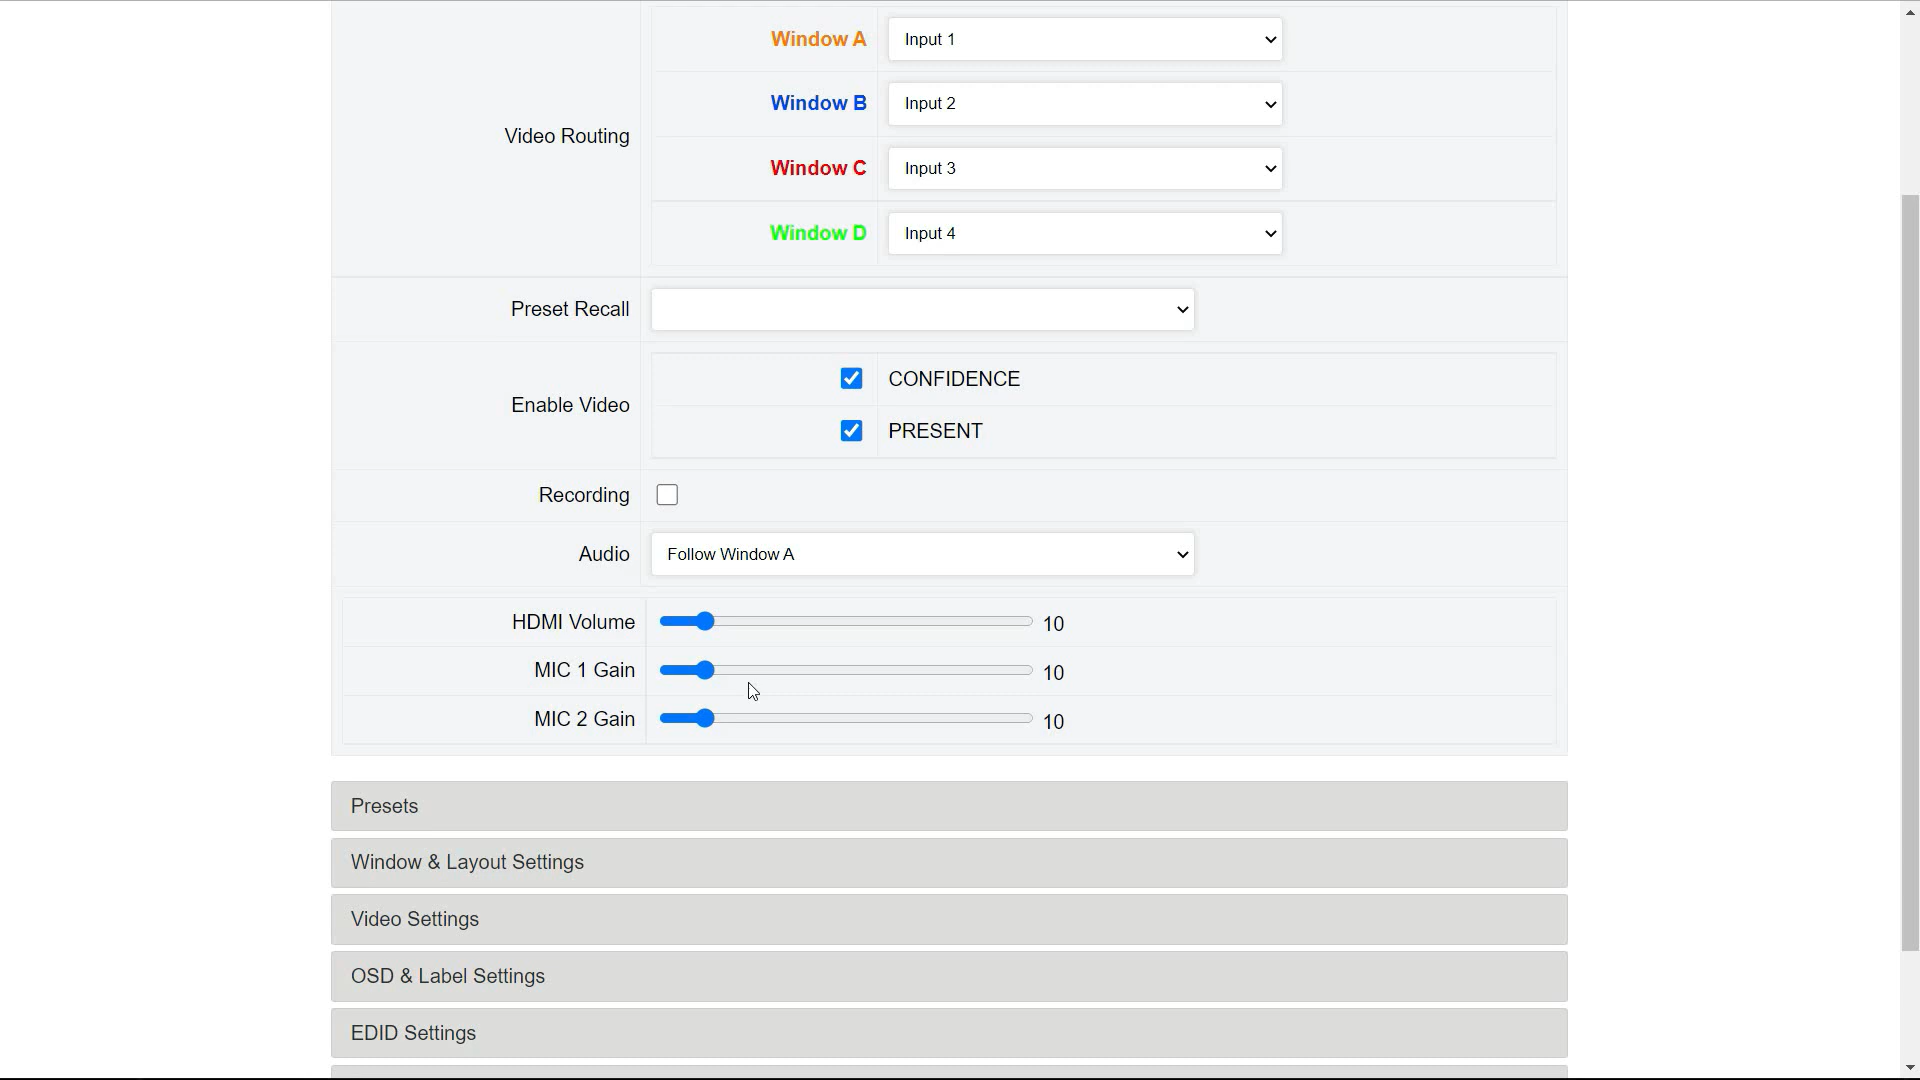 Video Routing
Window A Input 1
Window B Input 2
Window C Input 3
Window D Input 4
Preset Recall
Enable Video
CONFIDENCE
PRESENT
Recording
Audio Follow Window A
HDMI Volume 10
MIC 1 Gain 10
MIC 2 Gain 10
Presets
Window & Layout Settings
Video Settings
OSD & Label Settings
EDID Settings